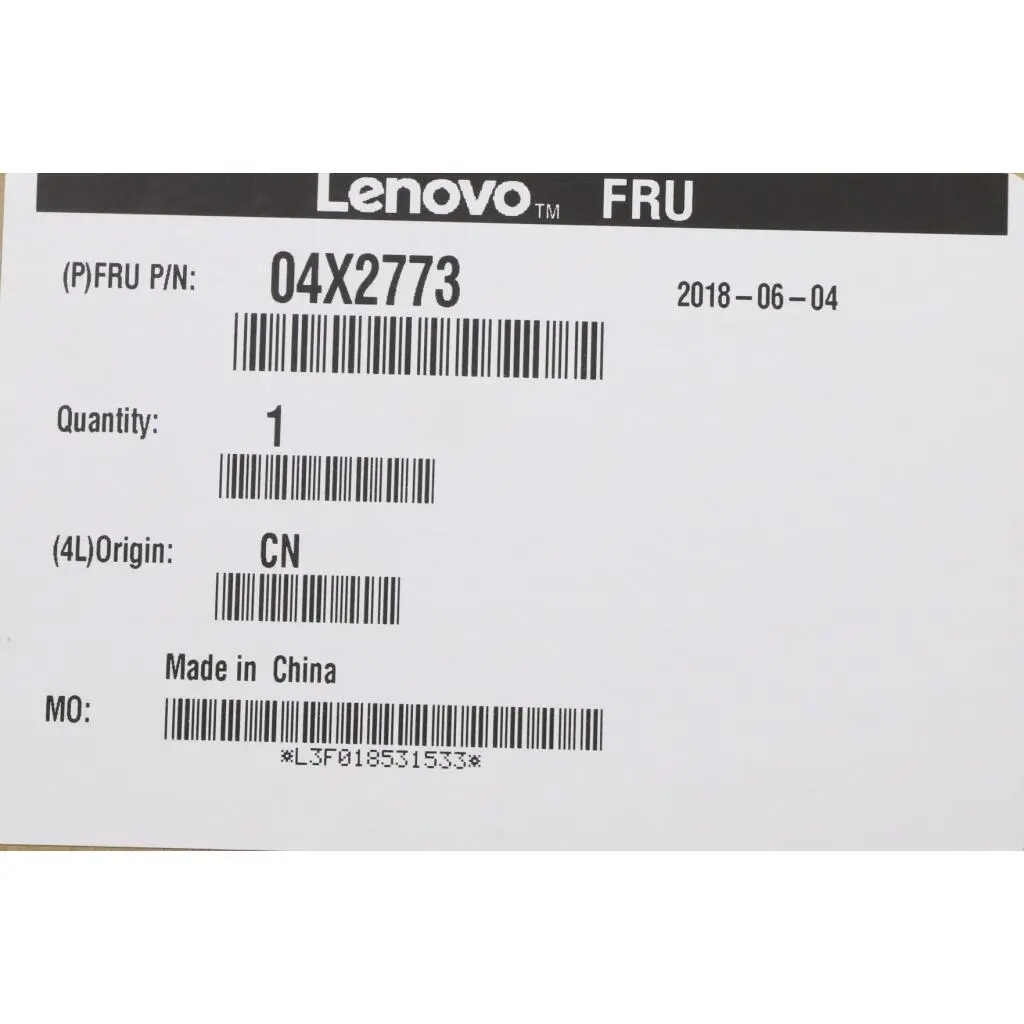 Lenovo™ FRU
(P)FRU P/N: 04X2773 2018-06-04
Quantity: 1
(4L)Origin: CN
Made in China
MO:
*L3F018531533*